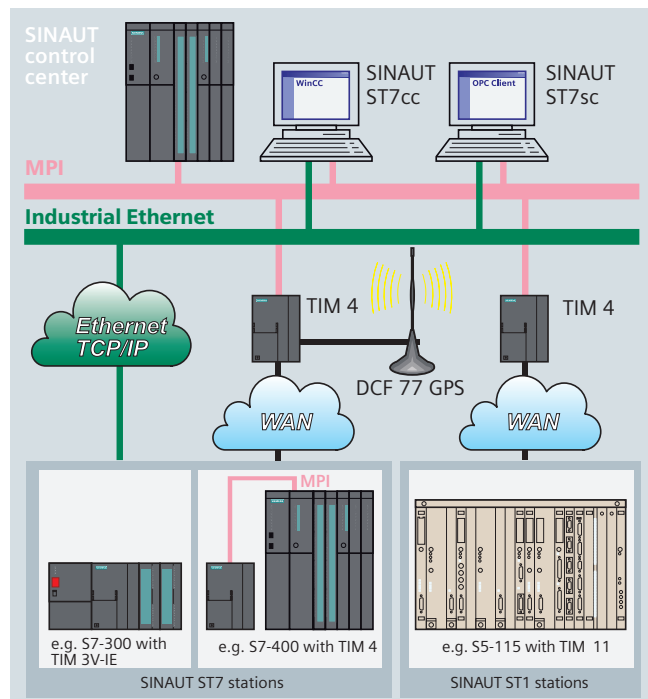 SINAUT
control
center
WinCC
SINAUT
ST7cc
OPC Client
SINAUT
ST7sc
MPI
Industrial Ethernet
Ethernet
TCP/IP
TIM 4
DCF 77 GPS
TIM 4
WAN
WAN
MPI
e.g. S7-300 with
TIM 3V-IE
e.g. S7-400 with TIM 4
e.g. S5-115 with TIM 11
SINAUT ST7 stations
SINAUT ST1 stations